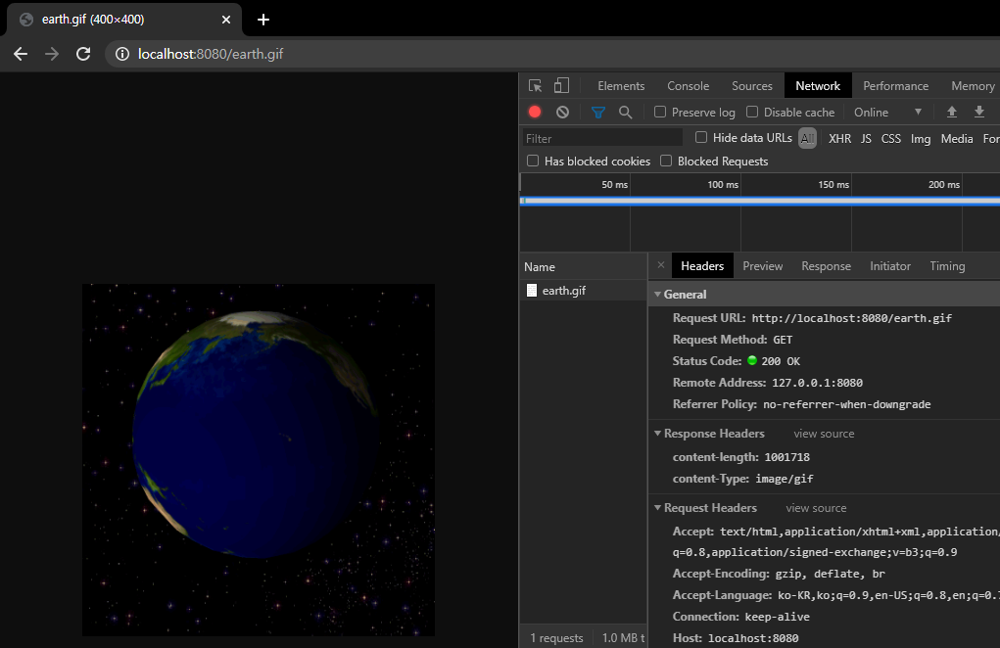 earth.gif (400×400)
localhost:8080/earth.gif
Elements Console Sources Network Performance Memory
Preserve log Disable cache Online
Filter Hide data URLs All XHR JS CSS Img Media
Has blocked cookies Blocked Requests
50 ms 100 ms 150 ms 200 ms
Name
earth.gif
Headers Preview Response Initiator Timing
General
Request URL: http://localhost:8080/earth.gif
Request Method: GET
Status Code: 200 OK
Remote Address: 127.0.0.1:8080
Referrer Policy: no-referrer-when-downgrade
Response Headers view source
content-length: 1001718
content-Type: image/gif
Request Headers view source
Accept: text/html,application/xhtml+xml,application/
q=0.8,application/signed-exchange;v=b3;q=0.9
Accept-Encoding: gzip, deflate, br
Accept-Language: ko-KR,ko;q=0.9,en-US;q=0.8,en;q=0.7
Connection: keep-alive
Host: localhost:8080
1 requests 1.0 MB t